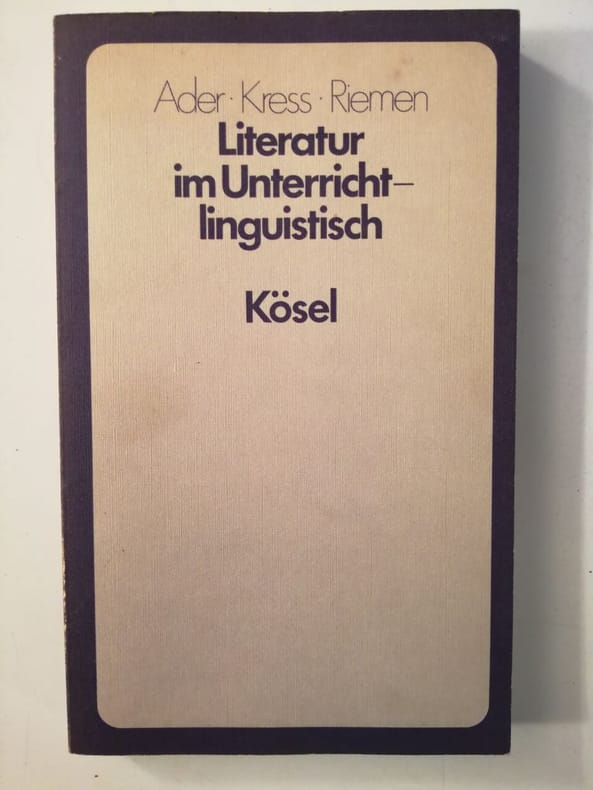 Ader · Kress · Riemen
Literatur
im Unterricht–
linguistisch
Kösel